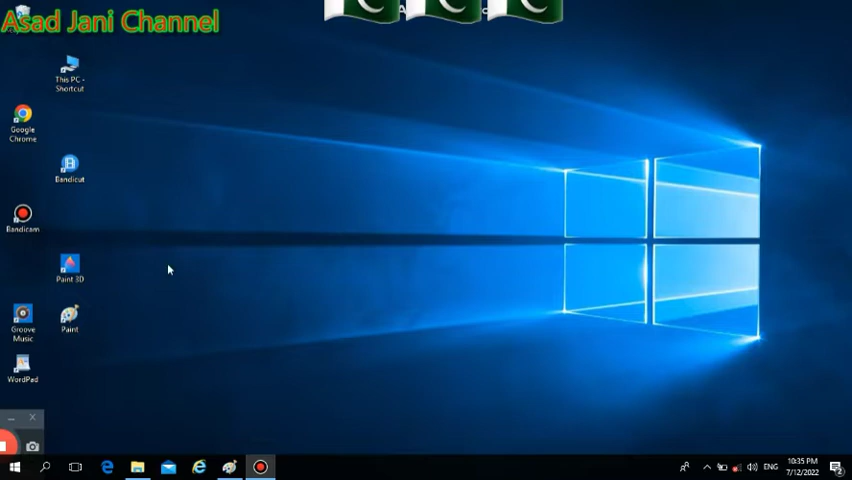 Asad Jani Channel
This PC -
Shortcut
Google
Chrome
Bandicut
Bandicam
Paint 3D
Groove
Music
Paint
WordPad
ENG
10:35 PM
7/12/2022
2